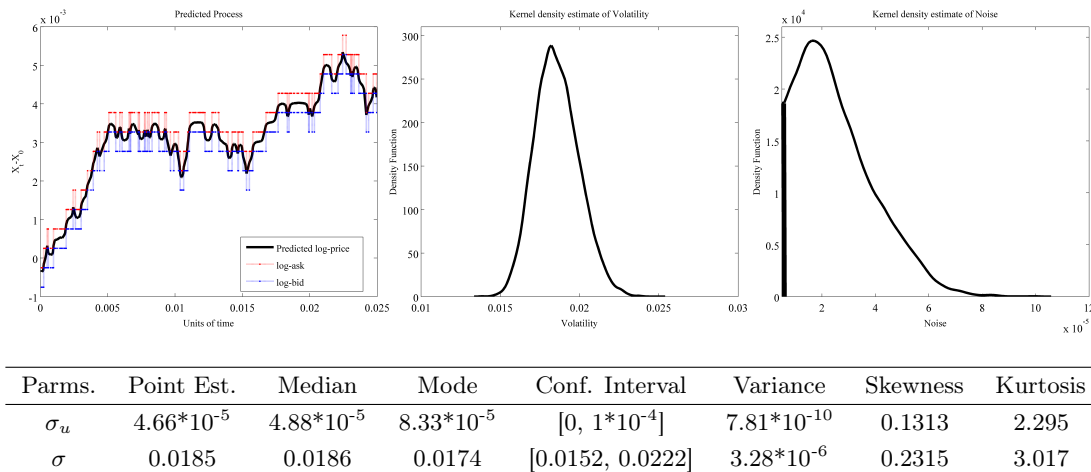 Predicted Process
x 10⁻³
6
5
4
3
2
1
0
-1
Xₜ-X₀
0 0.005 0.01 0.015 0.02 0.025
Units of time
Predicted log-price
log-ask
log-bid
Kernel density estimate of Volatility
300
250
200
150
100
50
0
Density Function
0.01 0.015 0.02 0.025 0.03
Volatility
Kernel density estimate of Noise
x 10⁴
2.5
2
1.5
1
0.5
0
Density Function
2 4 6 8 10 12
x 10⁻⁵
Noise
Parms. Point Est. Median Mode Conf. Interval Variance Skewness Kurtosis
σᵤ 4.66*10⁻⁵ 4.88*10⁻⁵ 8.33*10⁻⁵ [0, 1*10⁻⁴] 7.81*10⁻¹⁰ 0.1313 2.295
σ 0.0185 0.0186 0.0174 [0.0152, 0.0222] 3.28*10⁻⁶ 0.2315 3.017